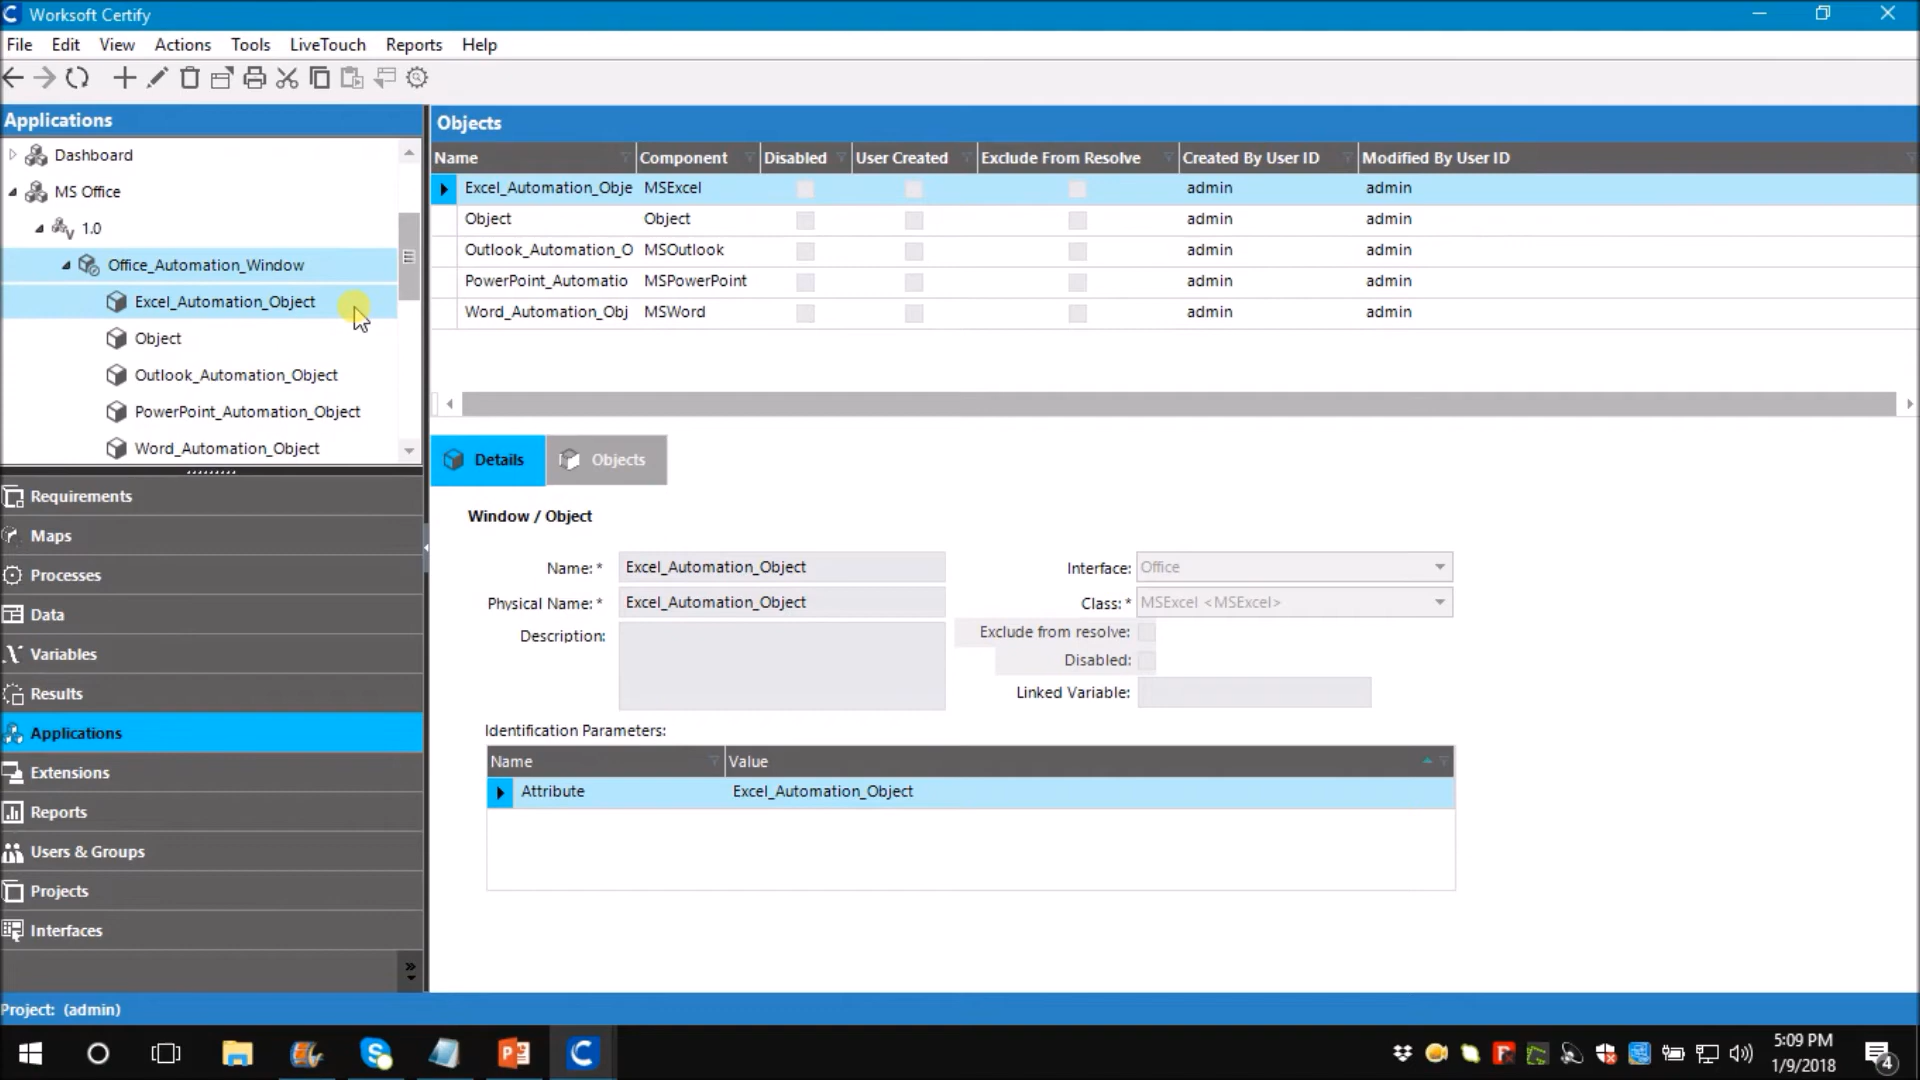 Worksoft Certify
File Edit View Actions Tools LiveTouch Reports Help
Applications
Dashboard
MS Office
1.0
Office_Automation_Window
Excel_Automation_Object
Object
Outlook_Automation_Object
PowerPoint_Automation_Object
Word_Automation_Object
Requirements
Maps
Processes
Data
Variables
Results
Applications
Extensions
Reports
Users & Groups
Projects
Interfaces
Objects
Name Component Disabled User Created Exclude From Resolve Created By User ID Modified By User ID
Excel_Automation_Obje MSExcel admin admin
Object Object admin admin
Outlook_Automation_O MSOutlook admin admin
PowerPoint_Automatio MSPowerPoint admin admin
Word_Automation_Obj MSWord admin admin
Details Objects
Window / Object
Name: * Excel_Automation_Object Interface: Office
Physical Name: * Excel_Automation_Object Class: * MSExcel <MSExcel>
Description: Exclude from resolve:
Disabled:
Linked Variable:
Identification Parameters:
Name Value
Attribute Excel_Automation_Object
Project: (admin)
5:09 PM
1/9/2018
4